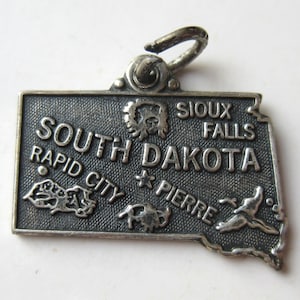 SIOUX
FALLS
SOUTH DAKOTA
RAPID CITY
PIERRE